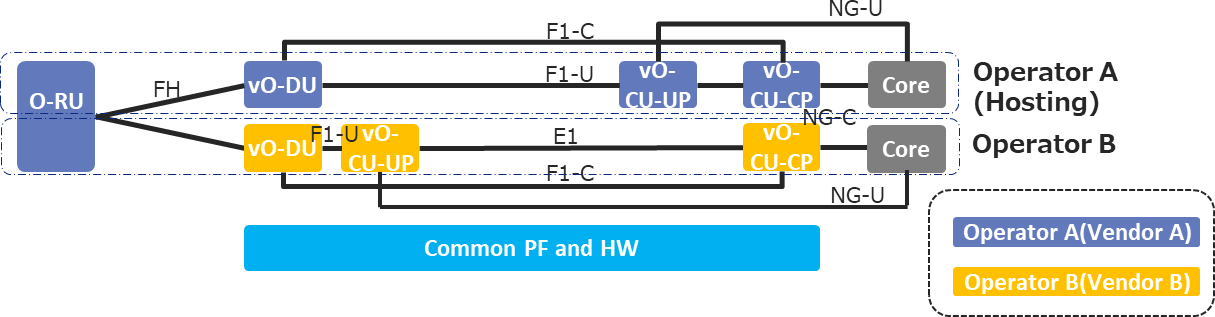 NG-U
F1-C
O-RU
FH
vO-DU
F1-U
vO-
CU-UP
vO-
CU-CP
Core
Operator A
(Hosting)
NG-C
vO-DU
F1-U
vO-
CU-UP
E1
vO-
CU-CP
Core
Operator B
F1-C
NG-U
Common PF and HW
Operator A(Vendor A)
Operator B(Vendor B)